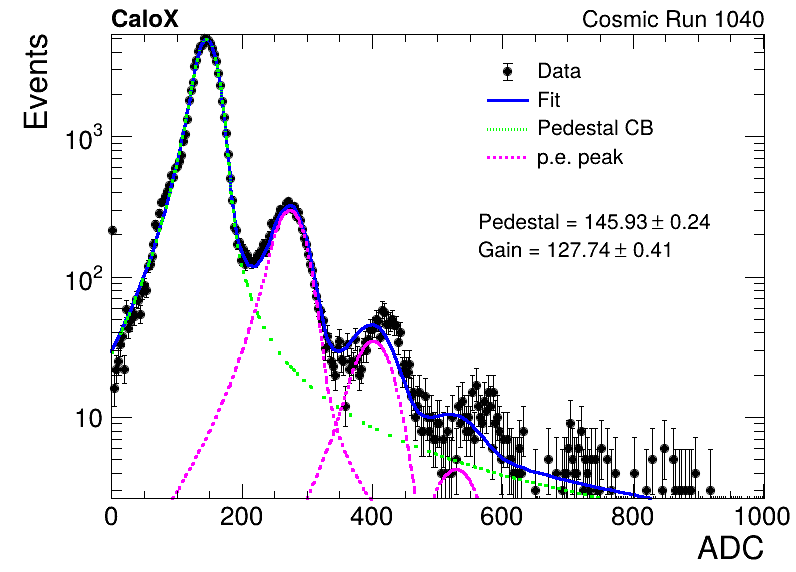 CaloX
Cosmic Run 1040
Events
Data
Fit
Pedestal CB
p.e. peak
Pedestal = 145.93 ± 0.24
Gain = 127.74 ± 0.41
10³
10²
10
0 200 400 600 800 1000
ADC